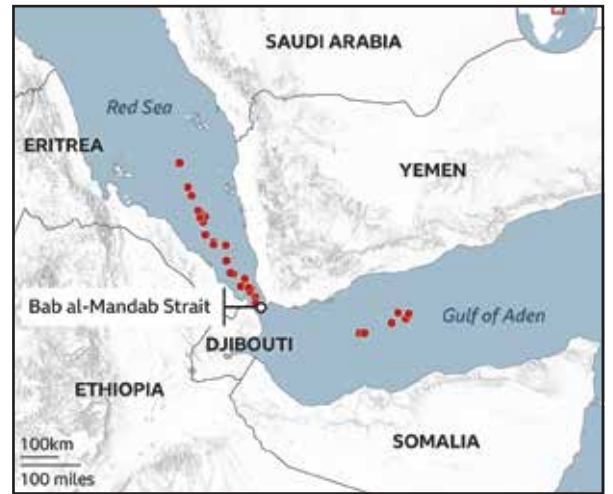 SAUDI ARABIA
Red Sea
ERITREA
YEMEN
Bab al-Mandab Strait
Gulf of Aden
DJIBOUTI
ETHIOPIA
SOMALIA
100km
100 miles